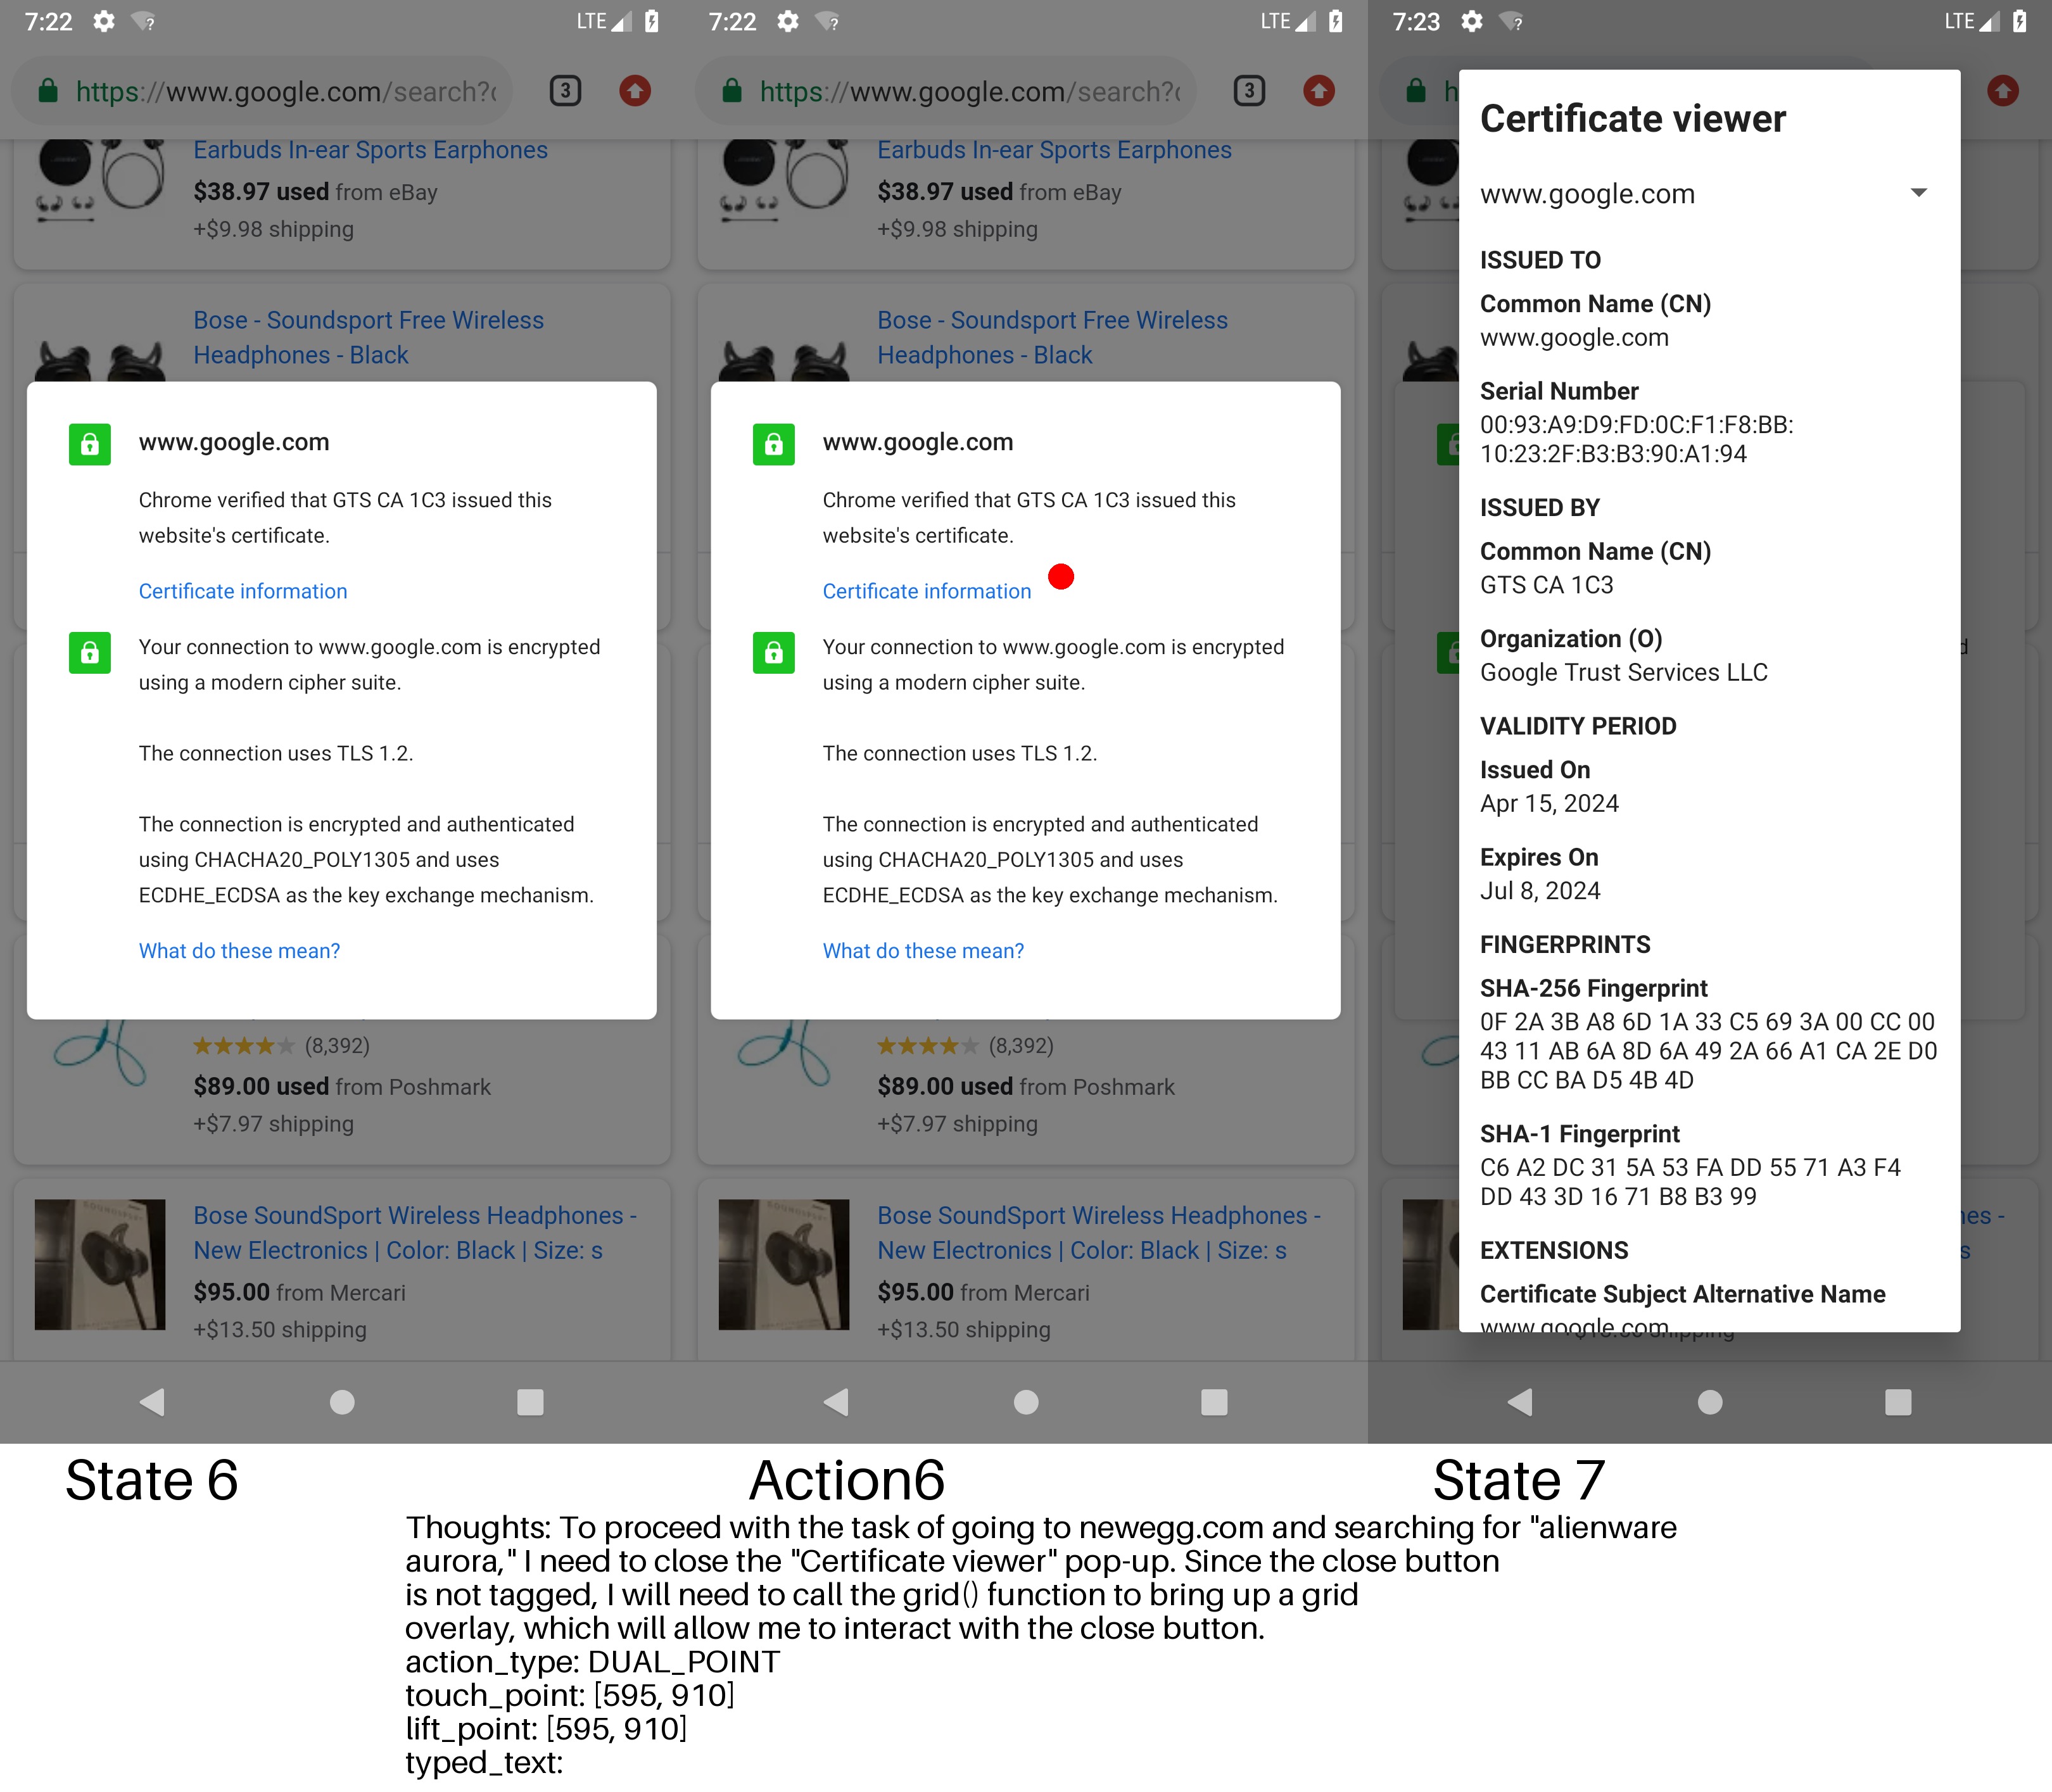 7:22
LTE
https://www.google.com/search?
3
Earbuds In-ear Sports Earphones
$38.97 used from eBay
+$9.98 shipping
Bose - Soundsport Free Wireless
Headphones - Black
www.google.com
Chrome verified that GTS CA 1C3 issued this
website's certificate.
Certificate information
Your connection to www.google.com is encrypted
using a modern cipher suite.
The connection uses TLS 1.2.
The connection is encrypted and authenticated
using CHACHA20_POLY1305 and uses
ECDHE_ECDSA as the key exchange mechanism.
What do these mean?
(8,392)
$89.00 used from Poshmark
+$7.97 shipping
Bose SoundSport Wireless Headphones -
New Electronics | Color: Black | Size: s
$95.00 from Mercari
+$13.50 shipping
State 6
7:22
LTE
https://www.google.com/search?
3
Earbuds In-ear Sports Earphones
$38.97 used from eBay
+$9.98 shipping
Bose - Soundsport Free Wireless
Headphones - Black
www.google.com
Chrome verified that GTS CA 1C3 issued this
website's certificate.
Certificate information
Your connection to www.google.com is encrypted
using a modern cipher suite.
The connection uses TLS 1.2.
The connection is encrypted and authenticated
using CHACHA20_POLY1305 and uses
ECDHE_ECDSA as the key exchange mechanism.
What do these mean?
(8,392)
$89.00 used from Poshmark
+$7.97 shipping
Bose SoundSport Wireless Headphones -
New Electronics | Color: Black | Size: s
$95.00 from Mercari
+$13.50 shipping
Action6
7:23
LTE
h
Certificate viewer
www.google.com
ISSUED TO
Common Name (CN)
www.google.com
Serial Number
00:93:A9:D9:FD:0C:F1:F8:BB:
10:23:2F:B3:B3:90:A1:94
ISSUED BY
Common Name (CN)
GTS CA 1C3
Organization (O)
Google Trust Services LLC
VALIDITY PERIOD
Issued On
Apr 15, 2024
Expires On
Jul 8, 2024
FINGERPRINTS
SHA-256 Fingerprint
0F 2A 3B A8 6D 1A 33 C5 69 3A 00 CC 00
43 11 AB 6A 8D 6A 49 2A 66 A1 CA 2E D0
BB CC BA D5 4B 4D
SHA-1 Fingerprint
C6 A2 DC 31 5A 53 FA DD 55 71 A3 F4
DD 43 3D 16 71 B8 B3 99
EXTENSIONS
Certificate Subject Alternative Name
www.google.com
State 7
Thoughts: To proceed with the task of going to newegg.com and searching for "alienware
aurora," I need to close the "Certificate viewer" pop-up. Since the close button
is not tagged, I will need to call the grid() function to bring up a grid
overlay, which will allow me to interact with the close button.
action_type: DUAL_POINT
touch_point: [595, 910]
lift_point: [595, 910]
typed_text: